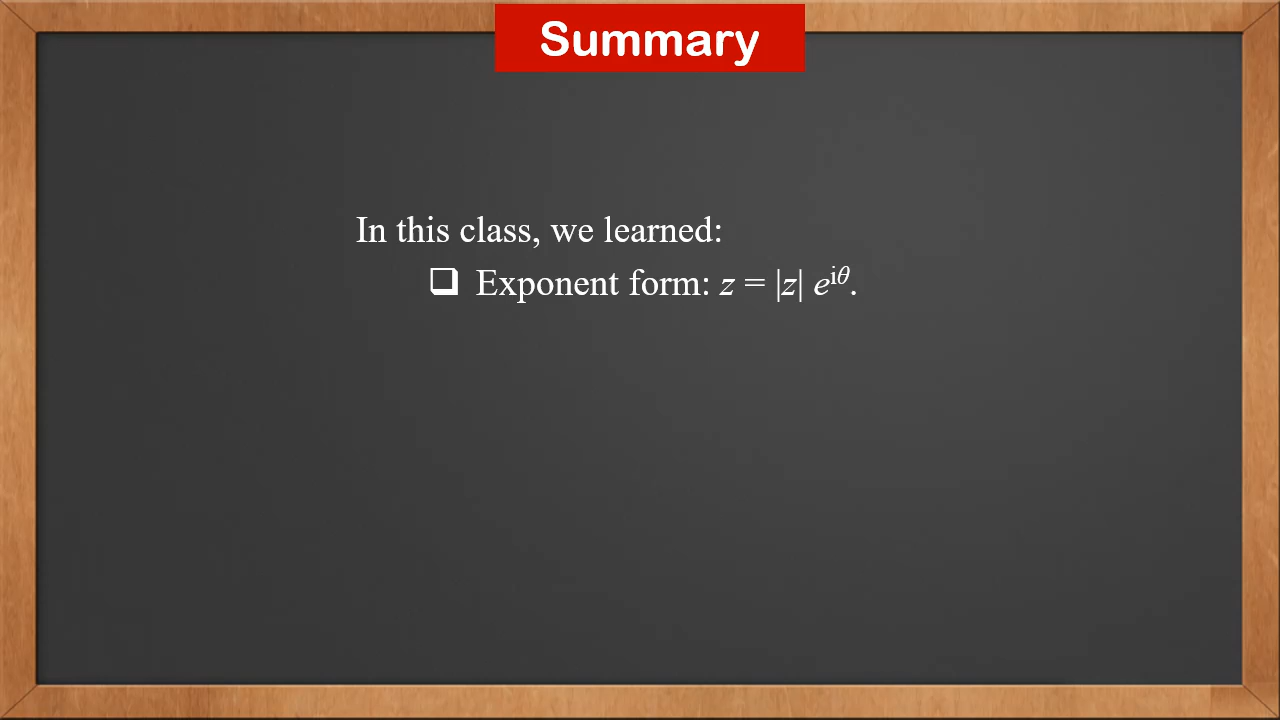 Summary
In this class, we learned:
❑ Exponent form: z = |z| e^{iθ}.